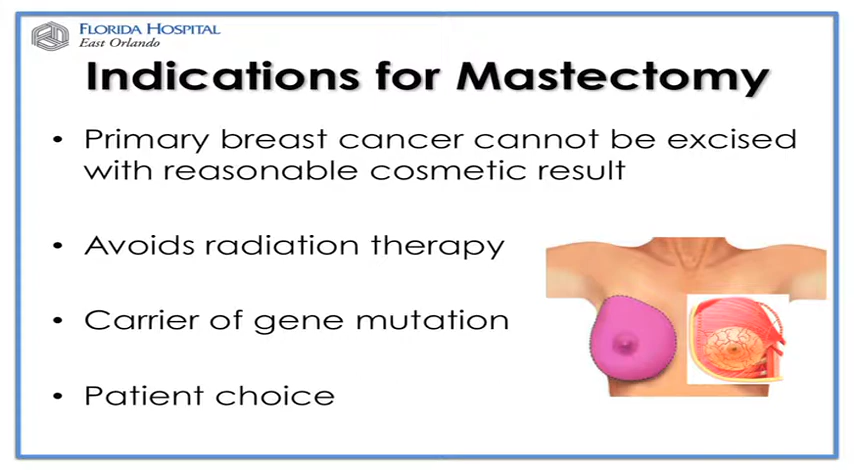 FLORIDA HOSPITAL
East Orlando
Indications for Mastectomy
• Primary breast cancer cannot be excised
with reasonable cosmetic result
• Avoids radiation therapy
• Carrier of gene mutation
• Patient choice